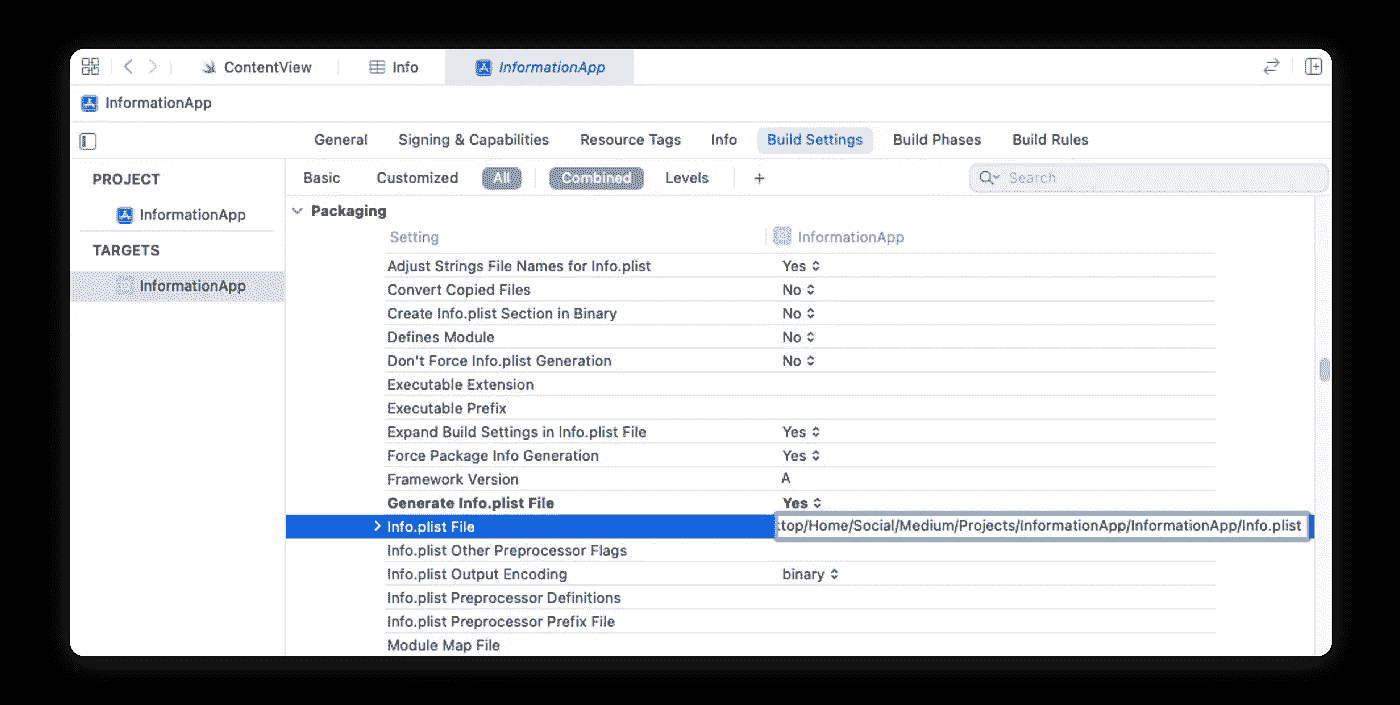 ContentView Info InformationApp
InformationApp
General Signing & Capabilities Resource Tags Info Build Settings Build Phases Build Rules
PROJECT
InformationApp
TARGETS
InformationApp
Basic Customized All Combined Levels + Search
Packaging
Setting InformationApp
Adjust Strings File Names for Info.plist Yes
Convert Copied Files No
Create Info.plist Section in Binary No
Defines Module No
Don't Force Info.plist Generation No
Executable Extension
Executable Prefix
Expand Build Settings in Info.plist File Yes
Force Package Info Generation Yes
Framework Version A
Generate Info.plist File Yes
Info.plist File top/Home/Social/Medium/Projects/InformationApp/InformationApp/Info.plist
Info.plist Other Preprocessor Flags
Info.plist Output Encoding binary
Info.plist Preprocessor Definitions
Info.plist Preprocessor Prefix File
Module Map File